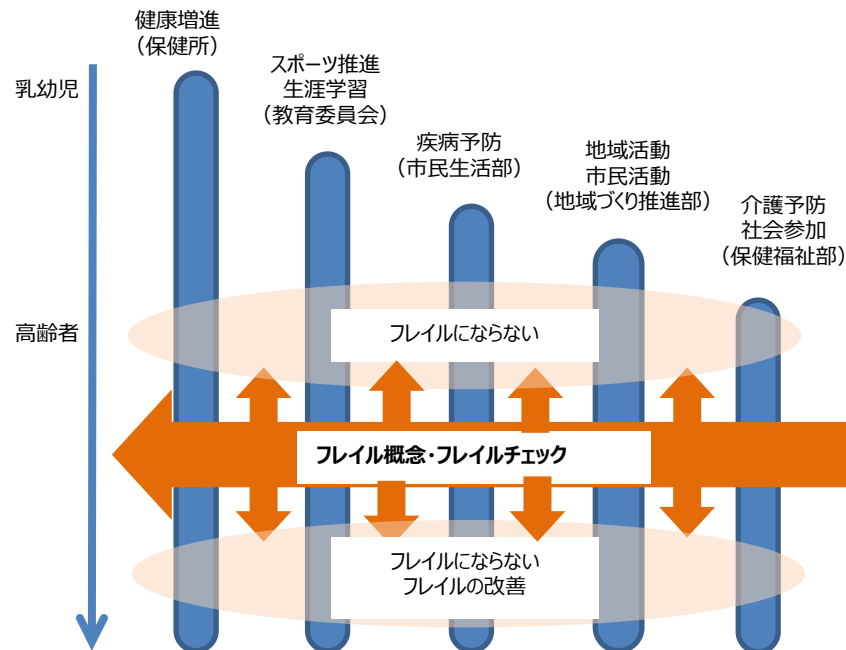 健康増進
（保健所）
スポーツ推進
生涯学習
（教育委員会）
疾病予防
（市民生活部）
地域活動
市民活動
（地域づくり推進部）
介護予防
社会参加
（保健福祉部）
乳幼児
高齢者
フレイルにならない
フレイル概念・フレイルチェック
フレイルにならない
フレイルの改善